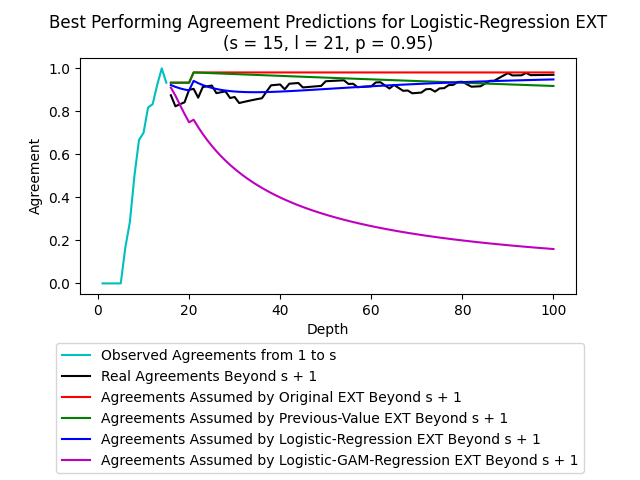 Best Performing Agreement Predictions for Logistic-Regression EXT
(s = 15, l = 21, p = 0.95)
1.0
0.8
0.6
0.4
0.2
0.0
Agreement
0 20 40 60 80 100
Depth
Observed Agreements from 1 to s
Real Agreements Beyond s + 1
Agreements Assumed by Original EXT Beyond s + 1
Agreements Assumed by Previous-Value EXT Beyond s + 1
Agreements Assumed by Logistic-Regression EXT Beyond s + 1
Agreements Assumed by Logistic-GAM-Regression EXT Beyond s + 1